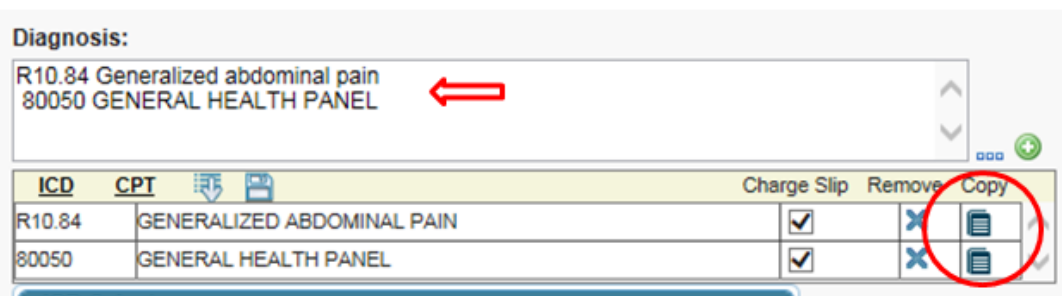 Diagnosis:
R10.84 Generalized abdominal pain
80050 GENERAL HEALTH PANEL
ICD CPT Charge Slip Remove Copy
R10.84 GENERALIZED ABDOMINAL PAIN
80050 GENERAL HEALTH PANEL